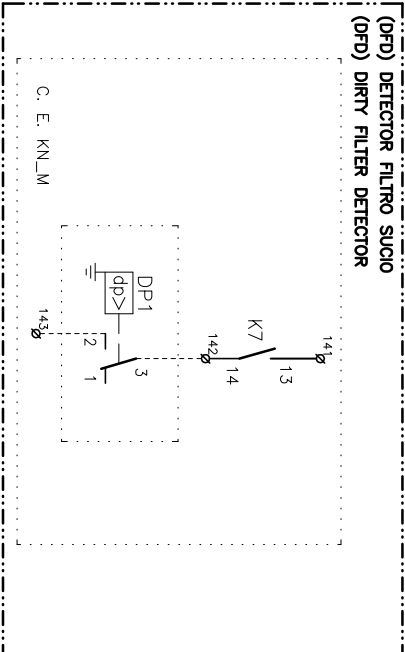 (DFD) DETECTOR FILTRO SUCIO
(DFD) DIRTY FILTER DETECTOR
C. E. KN_M
141
13
K7
14
142
DP1
dp>
3
2
1
143